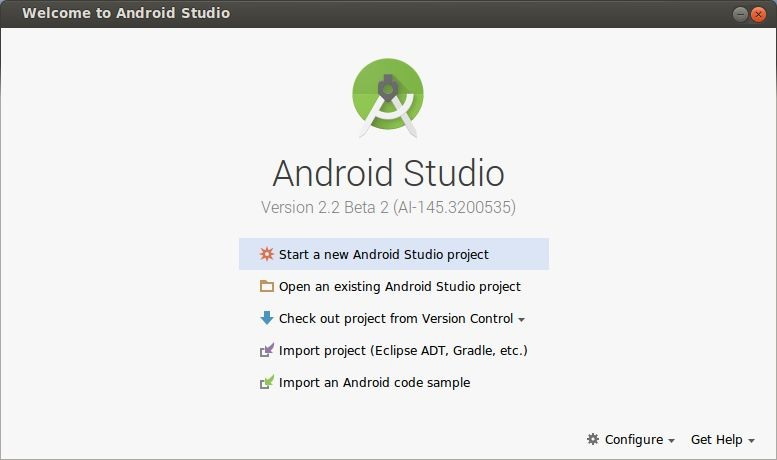 Welcome to Android Studio
Android Studio
Version 2.2 Beta 2 (AI-145.3200535)
Start a new Android Studio project
Open an existing Android Studio project
Check out project from Version Control
Import project (Eclipse ADT, Gradle, etc.)
Import an Android code sample
Configure Get Help